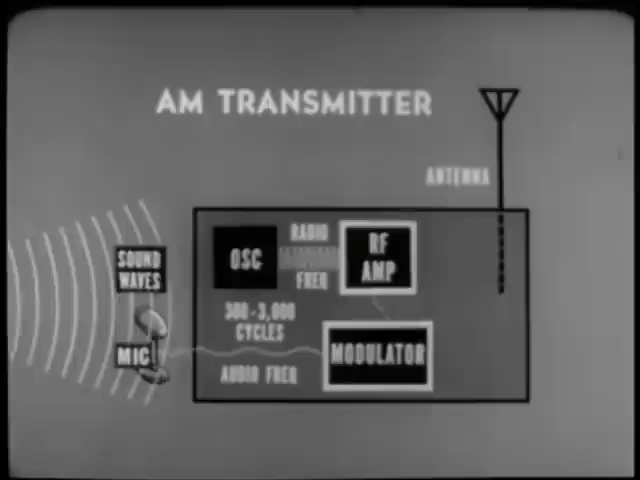 AM TRANSMITTER
ANTENNA
SOUND
WAVES
OSC
RADIO
FREQ
RF
AMP
300-3,000
CYCLES
MIC
MODULATOR
AUDIO FREQ